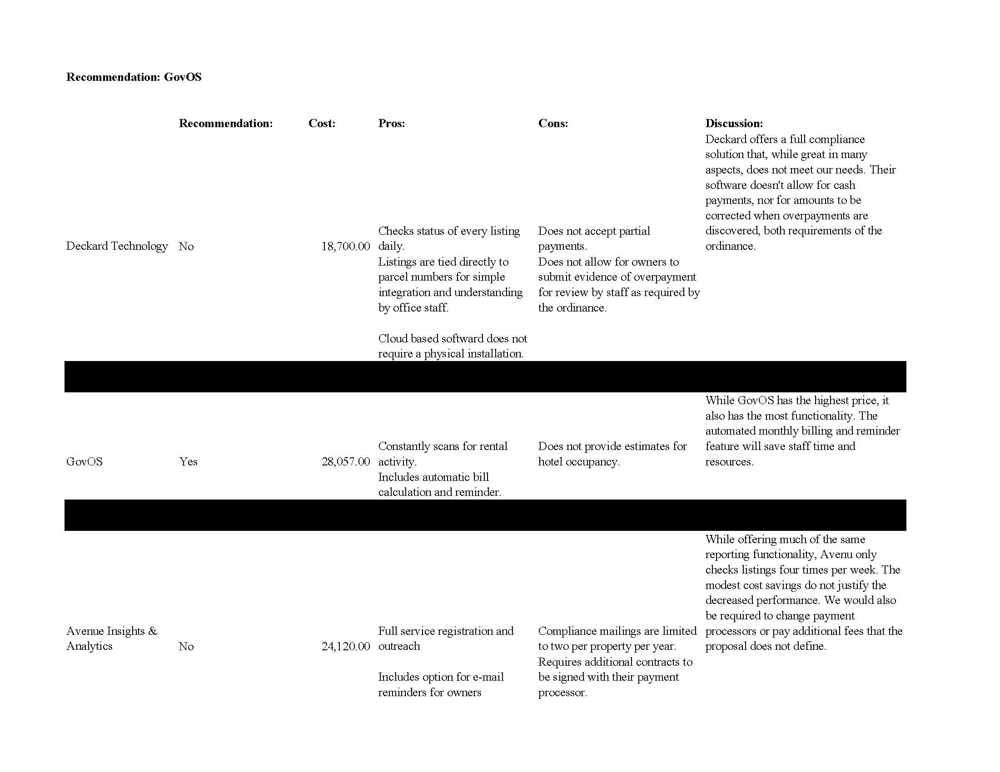 Recommendation: GovOS
Recommendation: Cost: Pros: Cons: Discussion:
Deckard offers a full compliance
solution that, while great in many
aspects, does not meet our needs. Their
software doesn't allow for cash
payments, nor for amounts to be
corrected when overpayments are
discovered, both requirements of the
ordinance.
Deckard Technology No 18,700.00
Checks status of every listing
daily.
Listings are tied directly to
parcel numbers for simple
integration and understanding
by office staff.
Cloud based softward does not
require a physical installation.
Does not accept partial
payments.
Does not allow for owners to
submit evidence of overpayment
for review by staff as required by
the ordinance.
While GovOS has the highest price, it
also has the most functionality. The
automated monthly billing and reminder
feature will save staff time and
resources.
GovOS Yes 28,057.00
Constantly scans for rental
activity.
Includes automatic bill
calculation and reminder.
Does not provide estimates for
hotel occupancy.
While offering much of the same
reporting functionality, Avenu only
checks listings four times per week. The
modest cost savings do not justify the
decreased performance. We would also
be required to change payment
processors or pay additional fees that the
proposal does not define.
Avenue Insights &
Analytics No 24,120.00
Full service registration and
outreach
Includes option for e-mail
reminders for owners
Compliance mailings are limited
to two per property per year.
Requires additional contracts to
be signed with their payment
processor.